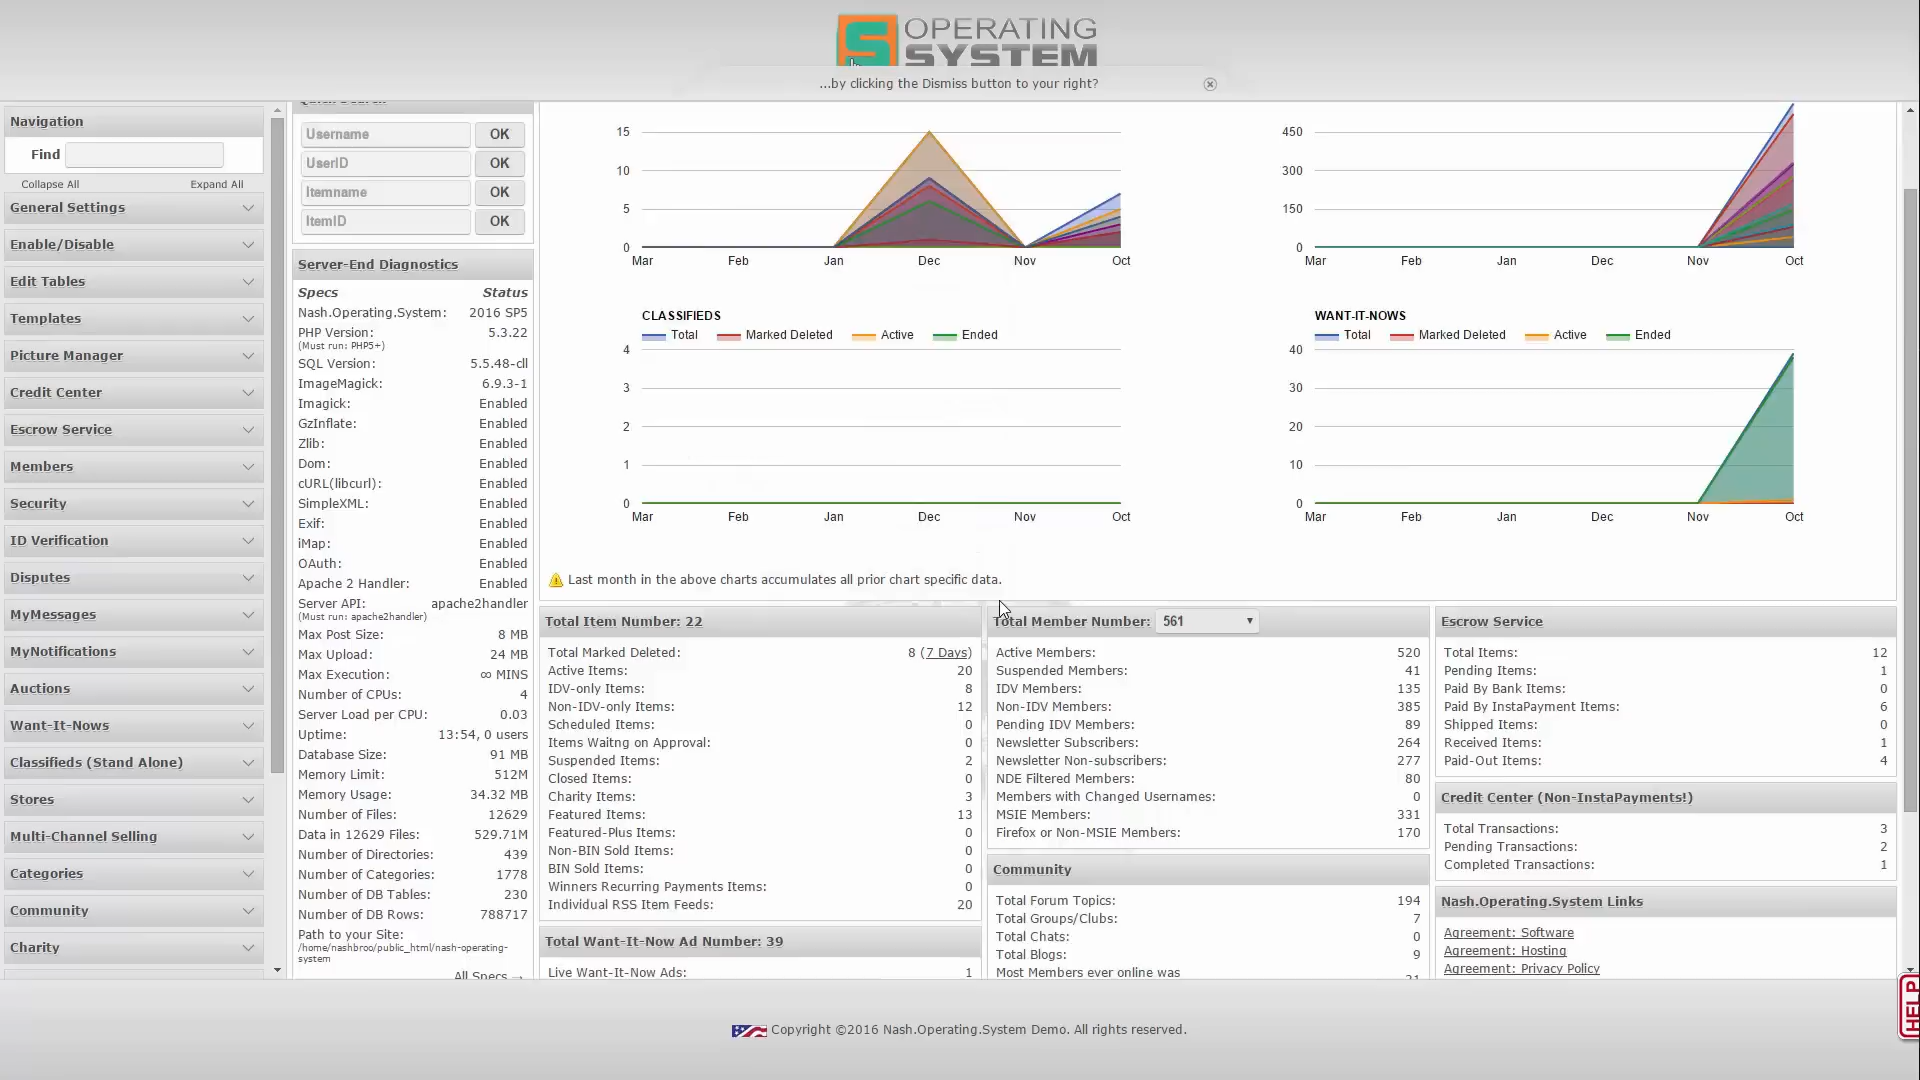 OPERATING
SYSTEM
...by clicking the Dismiss button to your right?
Navigation
Find
Collapse All Expand All
General Settings
Enable/Disable
Edit Tables
Templates
Picture Manager
Credit Center
Escrow Service
Members
Security
ID Verification
Disputes
MyMessages
MyNotifications
Auctions
Want-It-Nows
Classifieds (Stand Alone)
Stores
Multi-Channel Selling
Categories
Community
Charity
Username OK
UserID OK
Itemname OK
ItemID OK
Server-End Diagnostics
Specs Status
Nash.Operating.System: 2016 SP5
PHP Version: 5.3.22
(Must run: PHP5+)
SQL Version: 5.5.48-cll
ImageMagick: 6.9.3-1
Imagick: Enabled
GzInflate: Enabled
Zlib: Enabled
Dom: Enabled
cURL(libcurl): Enabled
SimpleXML: Enabled
Exif: Enabled
iMap: Enabled
OAuth: Enabled
Apache 2 Handler: Enabled
Server API: apache2handler
(Must run: apache2handler)
Max Post Size: 8 MB
Max Upload: 24 MB
Max Execution: ∞ MINS
Number of CPUs: 4
Server Load per CPU: 0.03
Uptime: 13:54, 0 users
Database Size: 91 MB
Memory Limit: 512M
Memory Usage: 34.32 MB
Number of Files: 12629
Data in 12629 Files: 529.71M
Number of Directories: 439
Number of Categories: 1778
Number of DB Tables: 230
Number of DB Rows: 788717
Path to your Site:
/home/nashbroo/public_html/nash-operating-
system
All Specs →
15
10
5
0
Mar Feb Jan Dec Nov Oct
450
300
150
0
Mar Feb Jan Dec Nov Oct
CLASSIFIEDS
Total Marked Deleted Active Ended
4
3
2
1
0
Mar Feb Jan Dec Nov Oct
WANT-IT-NOWS
Total Marked Deleted Active Ended
40
30
20
10
0
Mar Feb Jan Dec Nov Oct
Last month in the above charts accumulates all prior chart specific data.
Total Item Number: 22
Total Marked Deleted: 8 (7 Days)
Active Items: 20
IDV-only Items: 8
Non-IDV-only Items: 12
Scheduled Items: 0
Items Waitng on Approval: 0
Suspended Items: 2
Closed Items: 0
Charity Items: 3
Featured Items: 13
Featured-Plus Items: 0
Non-BIN Sold Items: 0
BIN Sold Items: 0
Winners Recurring Payments Items: 0
Individual RSS Item Feeds: 20
Total Want-It-Now Ad Number: 39
Live Want-It-Now Ads: 1
Total Member Number: 561
Active Members: 520
Suspended Members: 41
IDV Members: 135
Non-IDV Members: 385
Pending IDV Members: 89
Newsletter Subscribers: 264
Newsletter Non-subscribers: 277
NDE Filtered Members: 80
Members with Changed Usernames: 0
MSIE Members: 331
Firefox or Non-MSIE Members: 170
Community
Total Forum Topics: 194
Total Groups/Clubs: 7
Total Chats: 0
Total Blogs: 9
Most Members ever online was
Escrow Service
Total Items: 12
Pending Items: 1
Paid By Bank Items: 0
Paid By InstaPayment Items: 6
Shipped Items: 0
Received Items: 1
Paid-Out Items: 4
Credit Center (Non-InstaPayments!)
Total Transactions: 3
Pending Transactions: 2
Completed Transactions: 1
Nash.Operating.System Links
Agreement: Software
Agreement: Hosting
Agreement: Privacy Policy
HELP
Copyright ©2016 Nash.Operating.System Demo. All rights reserved.